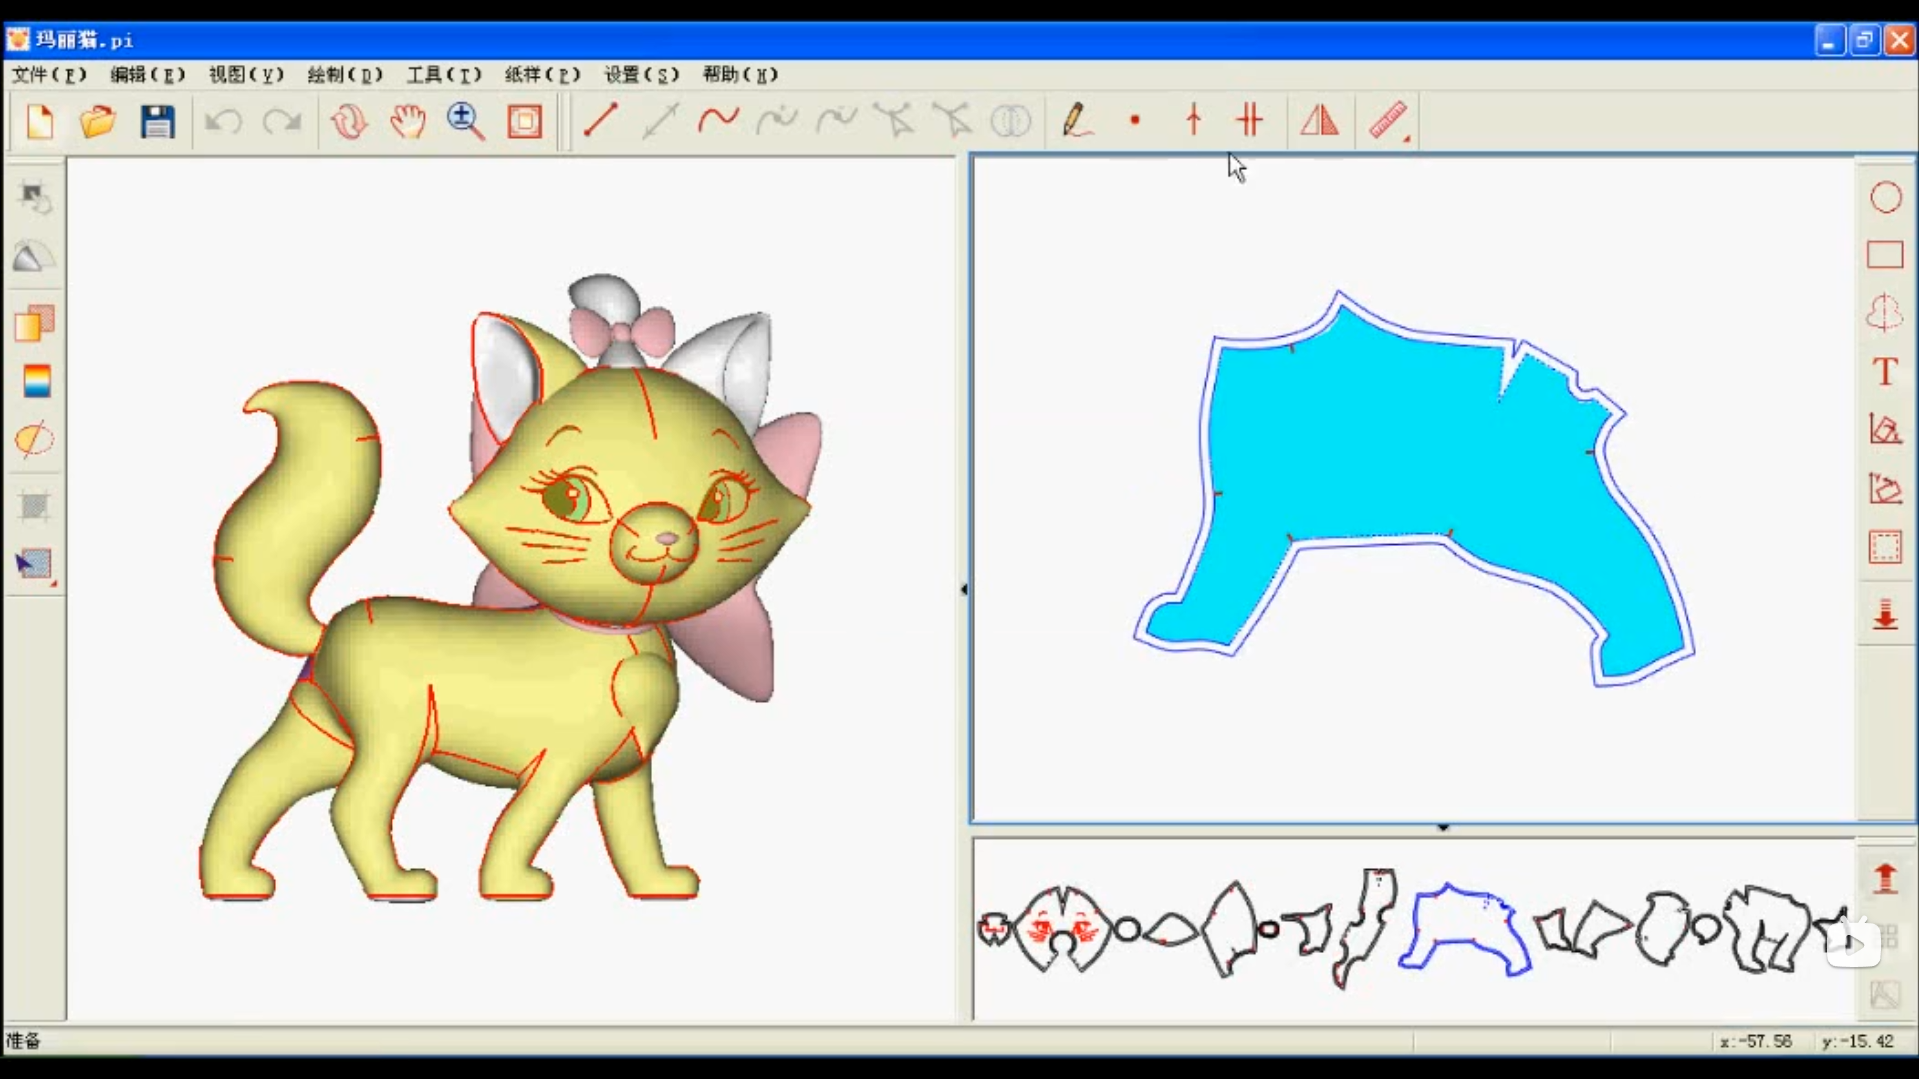 玛丽猫.pi
文件(F) 编辑(E) 视图(V) 绘制(D) 工具(T) 纸样(P) 设置(S) 帮助(H)
T
准备 x:-57.56 y:-15.42